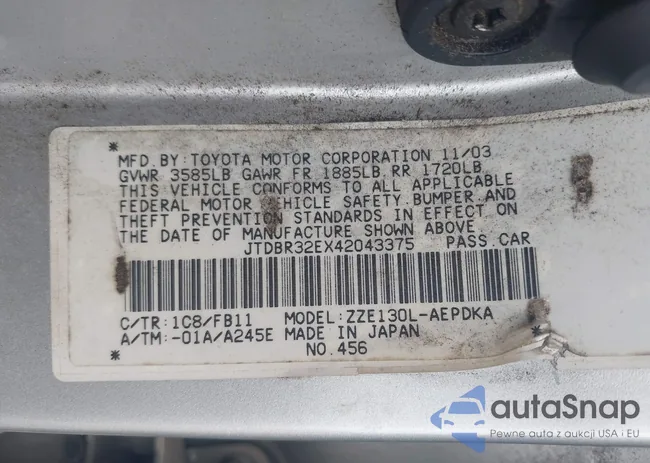 MFD.BY:TOYOTA MOTOR CORPORATION 11/03
GVWR 3585LB GAWR FR 1885LB RR 1720LB
THIS VEHICLE CONFORMS TO ALL APPLICABLE
FEDERAL MOTOR VEHICLE SAFETY,BUMPER,AND
THEFT PREVENTION STANDARDS IN EFFECT ON
THE DATE OF MANUFACTURE SHOWN ABOVE
JTDBR32EX42043375 PASS.CAR
C/TR:1C8/FB11 MODEL:ZZE130L-AEPDKA
A/TM:-01A/A245E MADE IN JAPAN
NO.456
autoSnap
Pewne auta z aukcji USA i EU